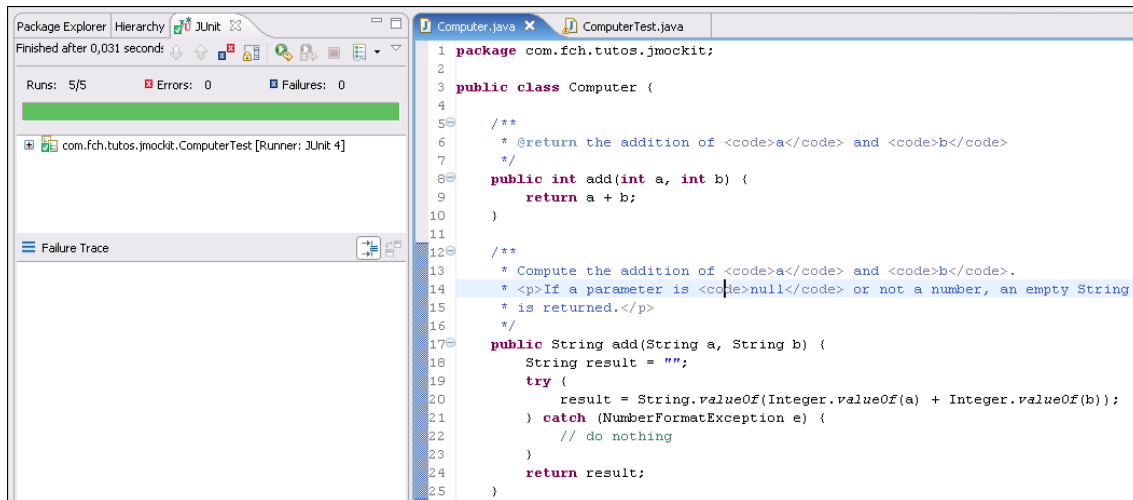 Package Explorer Hierarchy JUnit
Finished after 0,031 seconds
Runs: 5/5 Errors: 0 Failures: 0
com.fch.tutos.jmockit.ComputerTest [Runner: JUnit 4]
Failure Trace
Computer.java ComputerTest.java
1 package com.fch.tutos.jmockit;
2
3 public class Computer {
4
5 /**
6 * @return the addition of <code>a</code> and <code>b</code>
7 */
8 public int add(int a, int b) {
9 return a + b;
10 }
11
12 /**
13 * Compute the addition of <code>a</code> and <code>b</code>.
14 * <p>If a parameter is <code>null</code> or not a number, an empty String
15 * is returned.</p>
16 */
17 public String add(String a, String b) {
18 String result = "";
19 try {
20 result = String.valueOf(Integer.valueOf(a) + Integer.valueOf(b));
21 } catch (NumberFormatException e) {
22 // do nothing
23 }
24 return result;
25 }